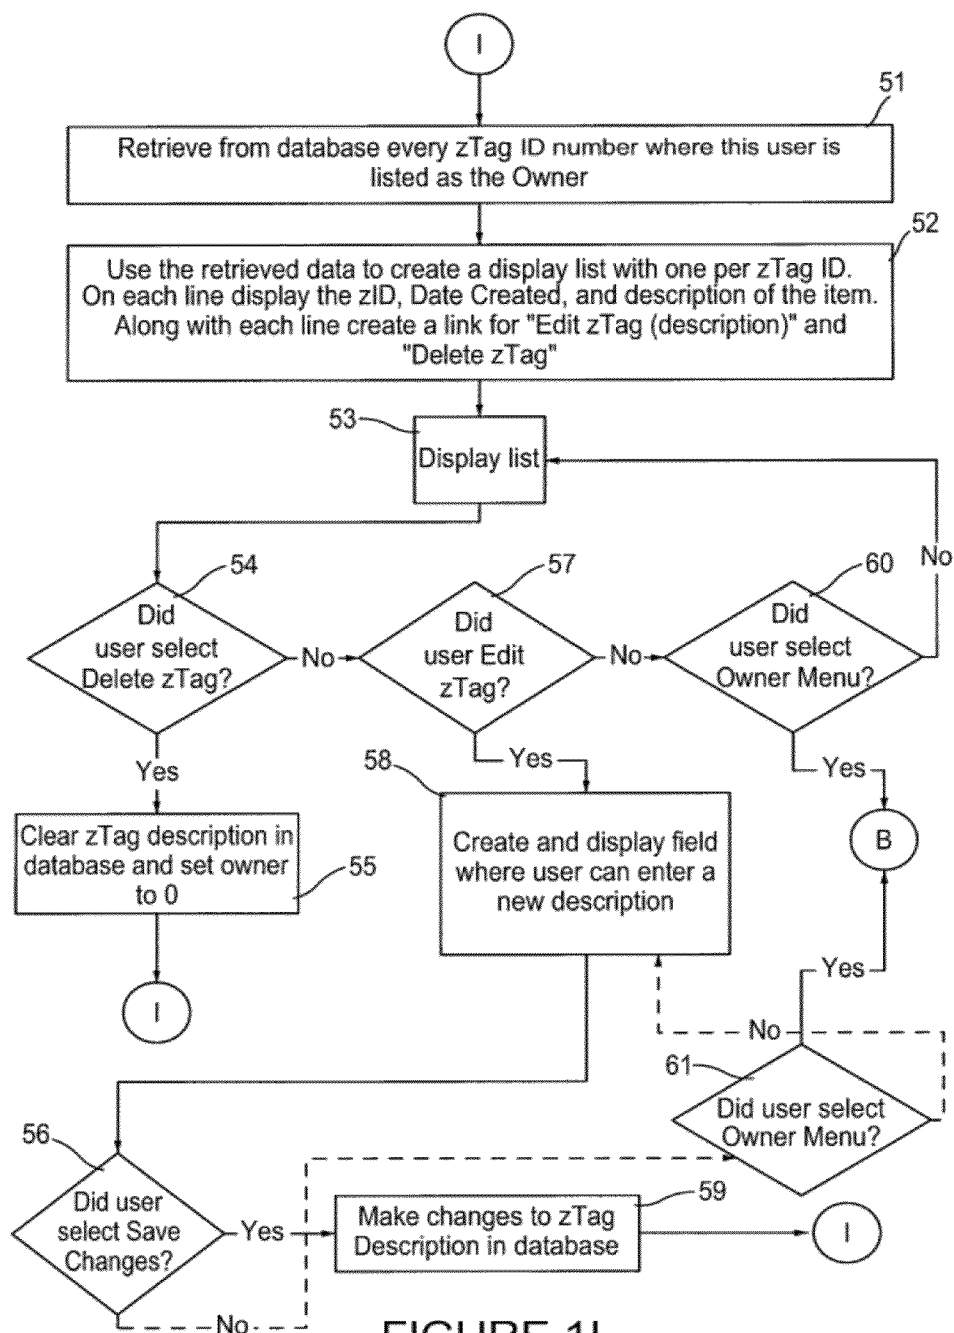 I
51
Retrieve from database every zTag ID number where this user is
listed as the Owner
52
Use the retrieved data to create a display list with one per zTag ID.
On each line display the zID, Date Created, and description of the item.
Along with each line create a link for "Edit zTag (description)" and
"Delete zTag"
53
Display list
No
54
Did
user select
Delete zTag?
No
57
Did
user Edit
zTag?
No
60
Did
user select
Owner Menu?
Yes
Yes
Yes
58
Clear zTag description in
database and set owner
to 0
55
Create and display field
where user can enter a
new description
B
Yes
I
No
61
Did user select
Owner Menu?
56
Did user
select Save
Changes?
Yes
59
Make changes to zTag
Description in database
I
No